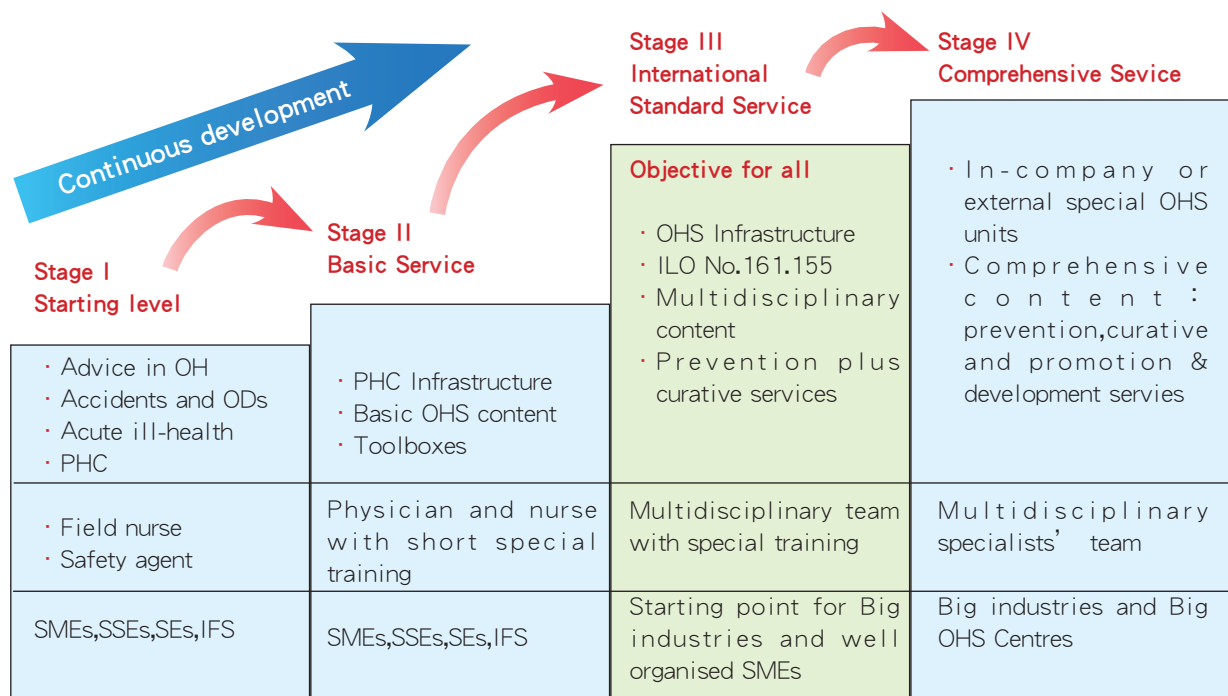 Continuous development
Stage I
Starting level
· Advice in OH
· Accidents and ODs
· Acute ill-health
· PHC
· Field nurse
· Safety agent
SMEs,SSEs,SEs,IFS
Stage II
Basic Service
· PHC Infrastructure
· Basic OHS content
· Toolboxes
Physician and nurse
with short special
training
SMEs,SSEs,SEs,IFS
Stage III
International
Standard Service
Objective for all
· OHS Infrastructure
· ILO No.161.155
· Multidisciplinary
content
· Prevention plus
curative services
Multidisciplinary team
with special training
Starting point for Big
industries and well
organised SMEs
Stage IV
Comprehensive Sevice
· In-company or
external special OHS
units
· Comprehensive
content：
prevention,curative
and promotion &
development servies
Multidisciplinary
specialists’ team
Big industries and Big
OHS Centres